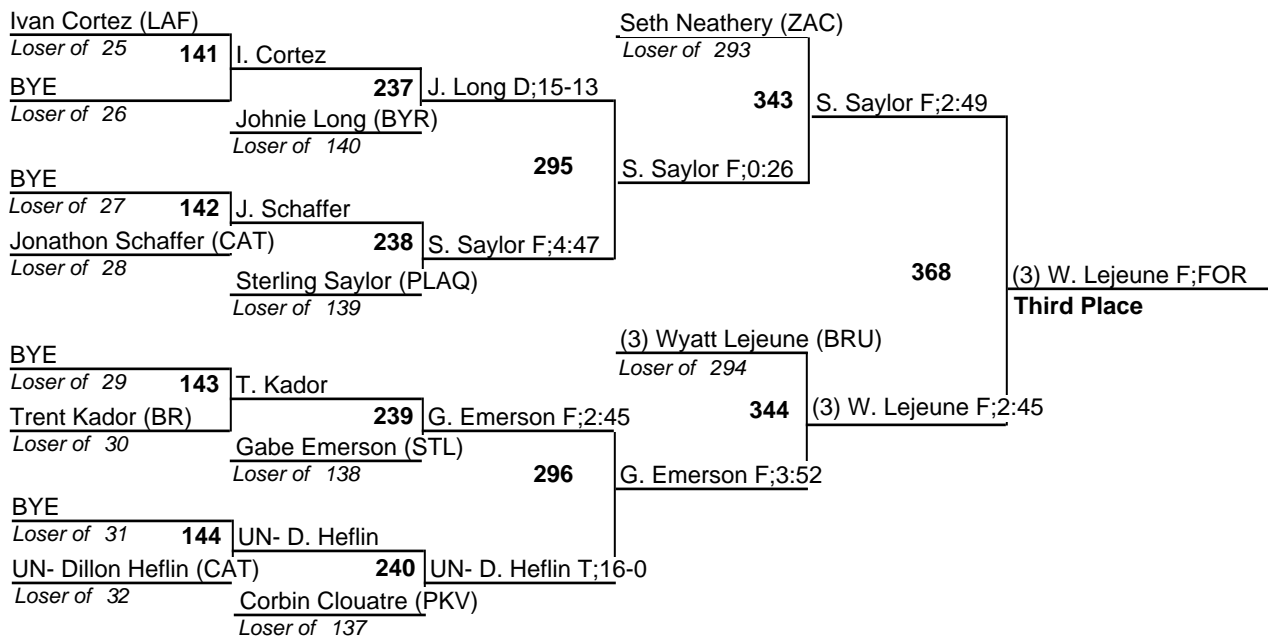 Ivan Cortez (LAF)
Loser of 25
141
I. Cortez
BYE
Loser of 26
237
J. Long D;15-13
Johnie Long (BYR)
Loser of 140
BYE
Loser of 27
142
J. Schaffer
Jonathon Schaffer (CAT)
Loser of 28
238
S. Saylor F;4:47
Sterling Saylor (PLAQ)
Loser of 139
295
S. Saylor F;0:26
Seth Neathery (ZAC)
Loser of 293
343
S. Saylor F;2:49
BYE
Loser of 29
143
T. Kador
Trent Kador (BR)
Loser of 30
239
G. Emerson F;2:45
Gabe Emerson (STL)
Loser of 138
BYE
Loser of 31
144
UN- D. Heflin
UN- Dillon Heflin (CAT)
Loser of 32
240
UN- D. Heflin T;16-0
Corbin Clouatre (PKV)
Loser of 137
296
G. Emerson F;3:52
(3) Wyatt Lejeune (BRU)
Loser of 294
344
(3) W. Lejeune F;2:45
368
(3) W. Lejeune F;FOR
Third Place